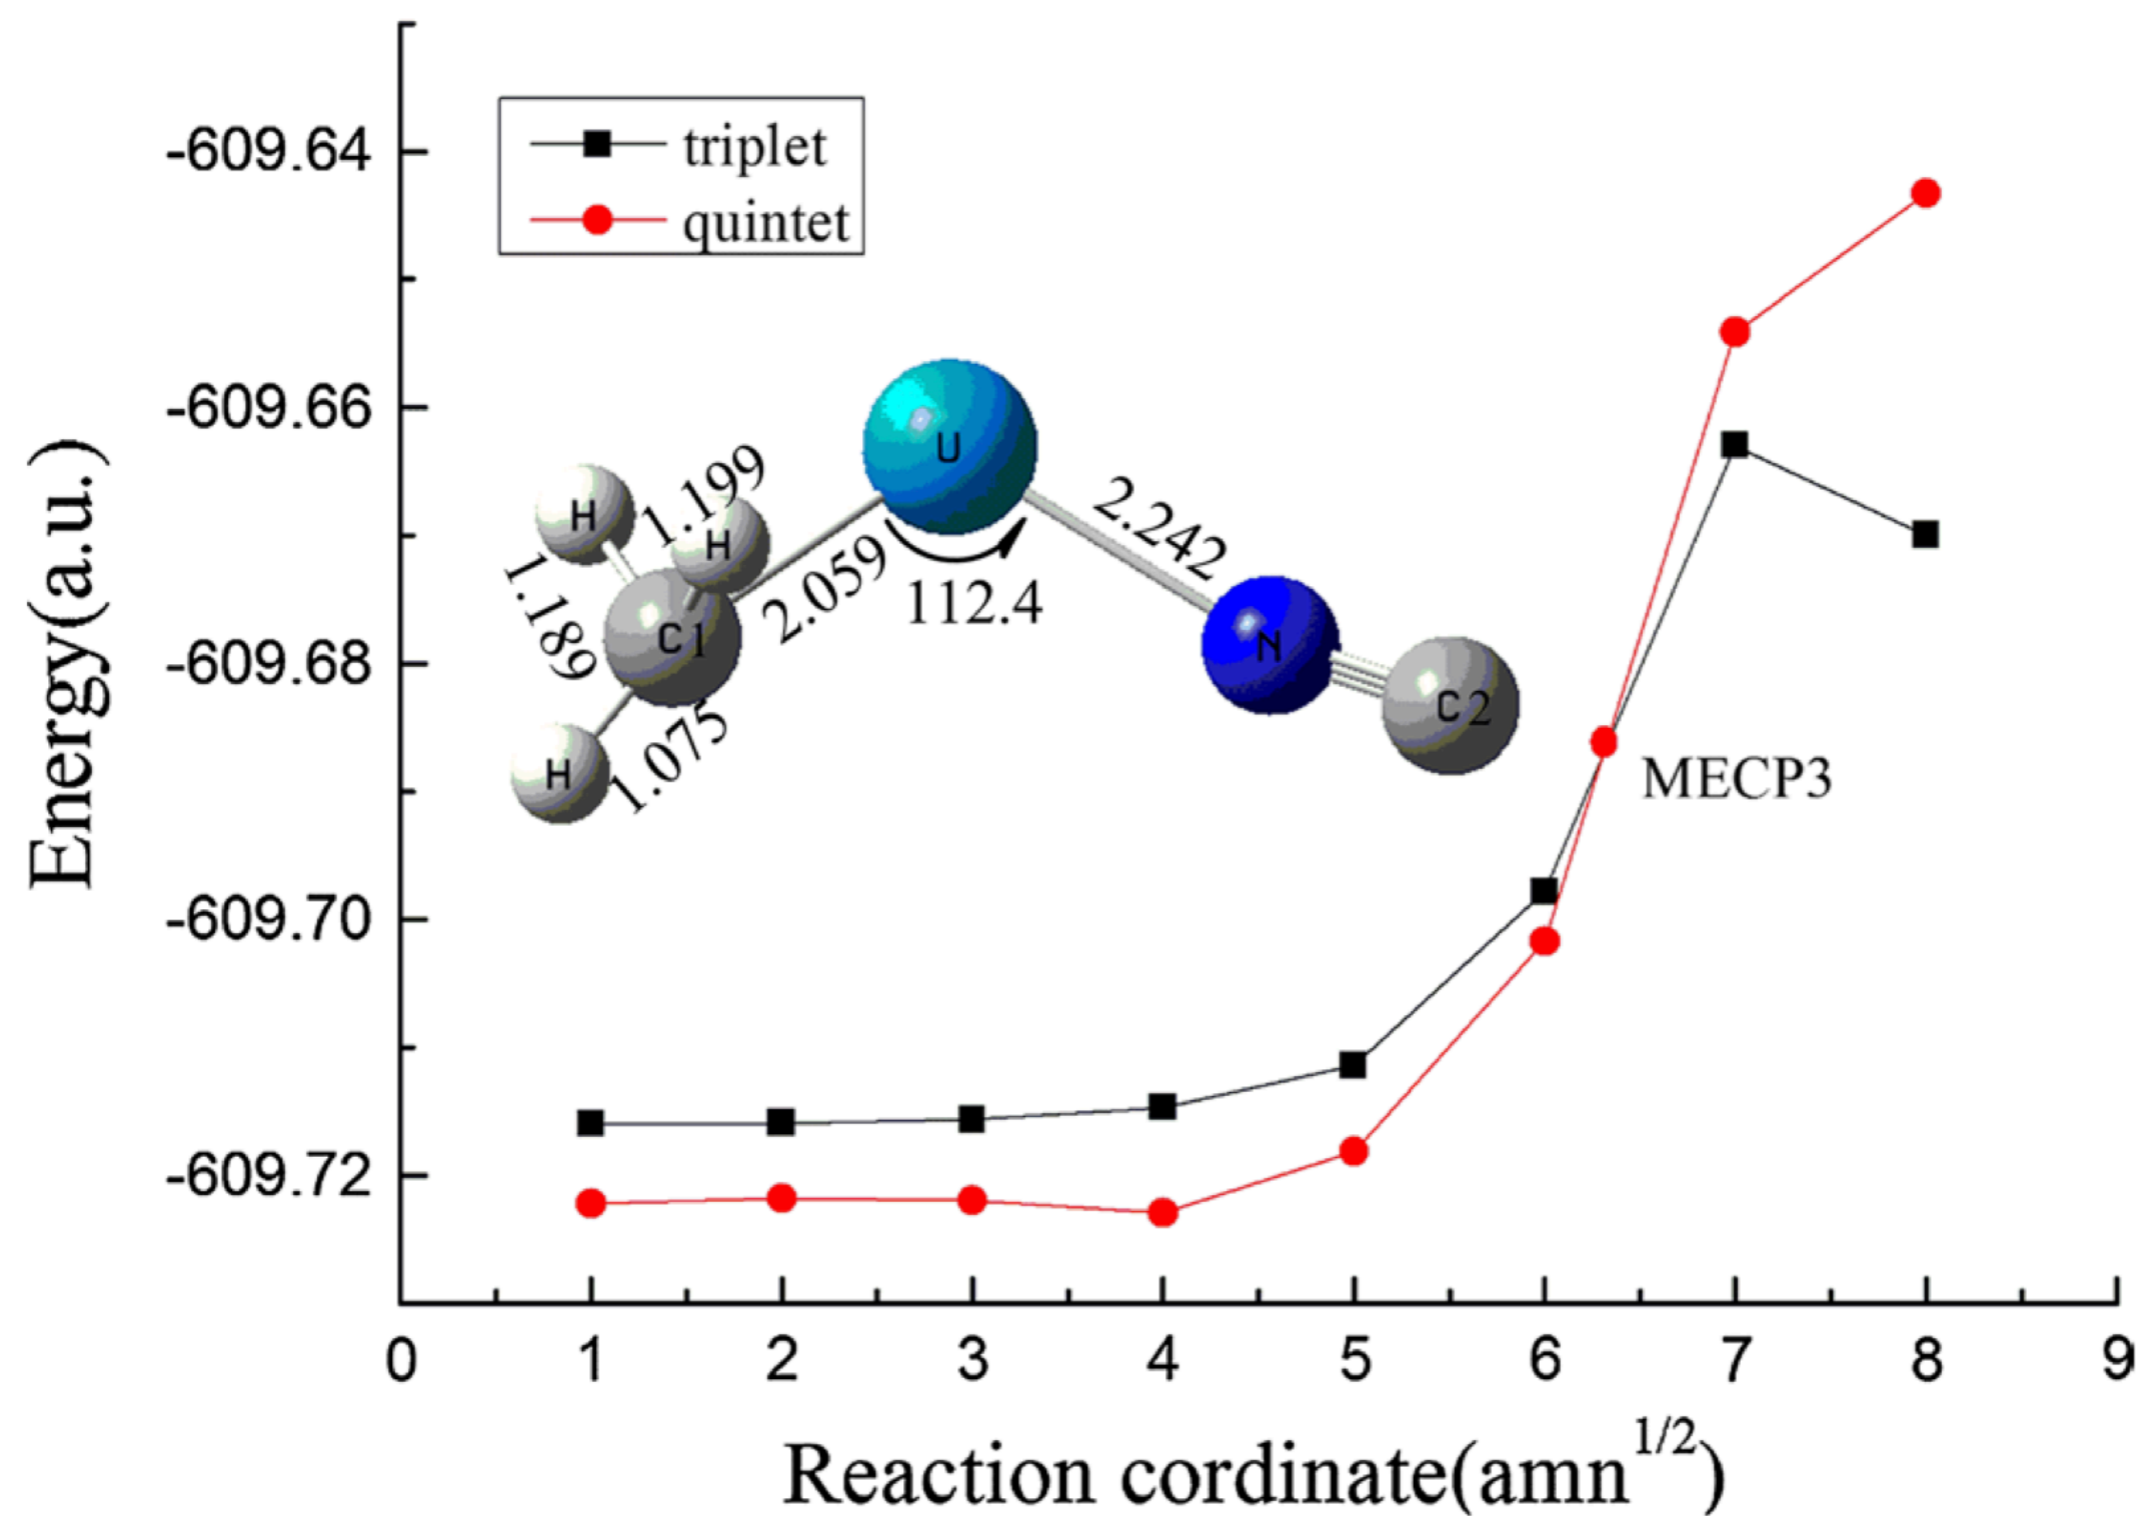 -609.64
-609.66
-609.68
-609.70
-609.72
Energy(a.u.)
triplet
quintet
U
H
1.199
H
1.189
C1
2.059
112.4
2.242
N
C2
H
1.075
MECP3
0 1 2 3 4 5 6 7 8 9
Reaction cordinate(amn^1/2)